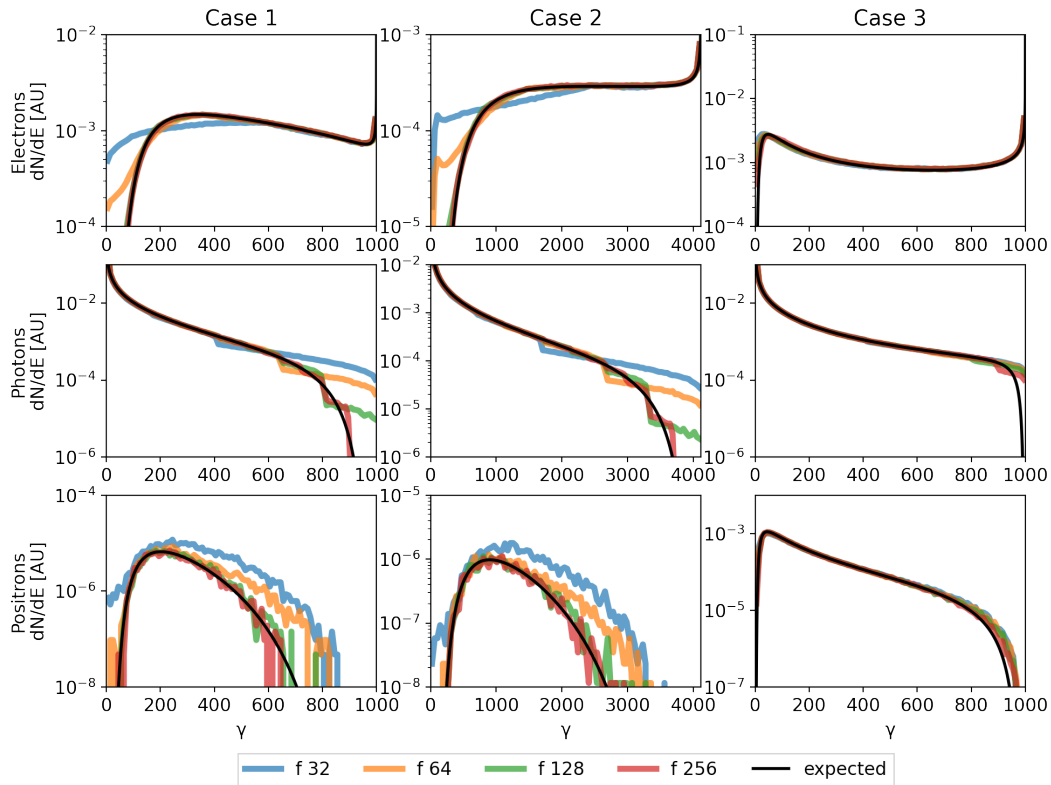 Case 1 Case 2 Case 3
Electrons
dN/dE [AU]
10⁻² 10⁻³ 10⁻⁴
10⁻³ 10⁻⁴ 10⁻⁵
10⁻¹ 10⁻² 10⁻³ 10⁻⁴
0 200 400 600 800 1000
0 1000 2000 3000 4000
0 200 400 600 800 1000
Photons
dN/dE [AU]
10⁻² 10⁻⁴ 10⁻⁶
10⁻² 10⁻³ 10⁻⁴ 10⁻⁵ 10⁻⁶
10⁻² 10⁻⁴ 10⁻⁶
0 200 400 600 800 1000
0 1000 2000 3000 4000
0 200 400 600 800 1000
Positrons
dN/dE [AU]
10⁻⁴ 10⁻⁶ 10⁻⁸
10⁻⁵ 10⁻⁶ 10⁻⁷ 10⁻⁸
10⁻³ 10⁻⁵ 10⁻⁷
0 200 400 600 800 1000
0 1000 2000 3000 4000
0 200 400 600 800 1000
γ γ γ
f 32 f 64 f 128 f 256 expected